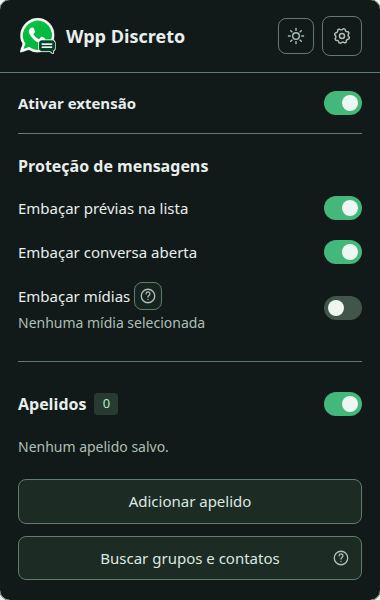 Wpp Discreto
Ativar extensão
Proteção de mensagens
Embaçar prévias na lista
Embaçar conversa aberta
Embaçar mídias ?
Nenhuma mídia selecionada
Apelidos 0
Nenhum apelido salvo.
Adicionar apelido
Buscar grupos e contatos ?